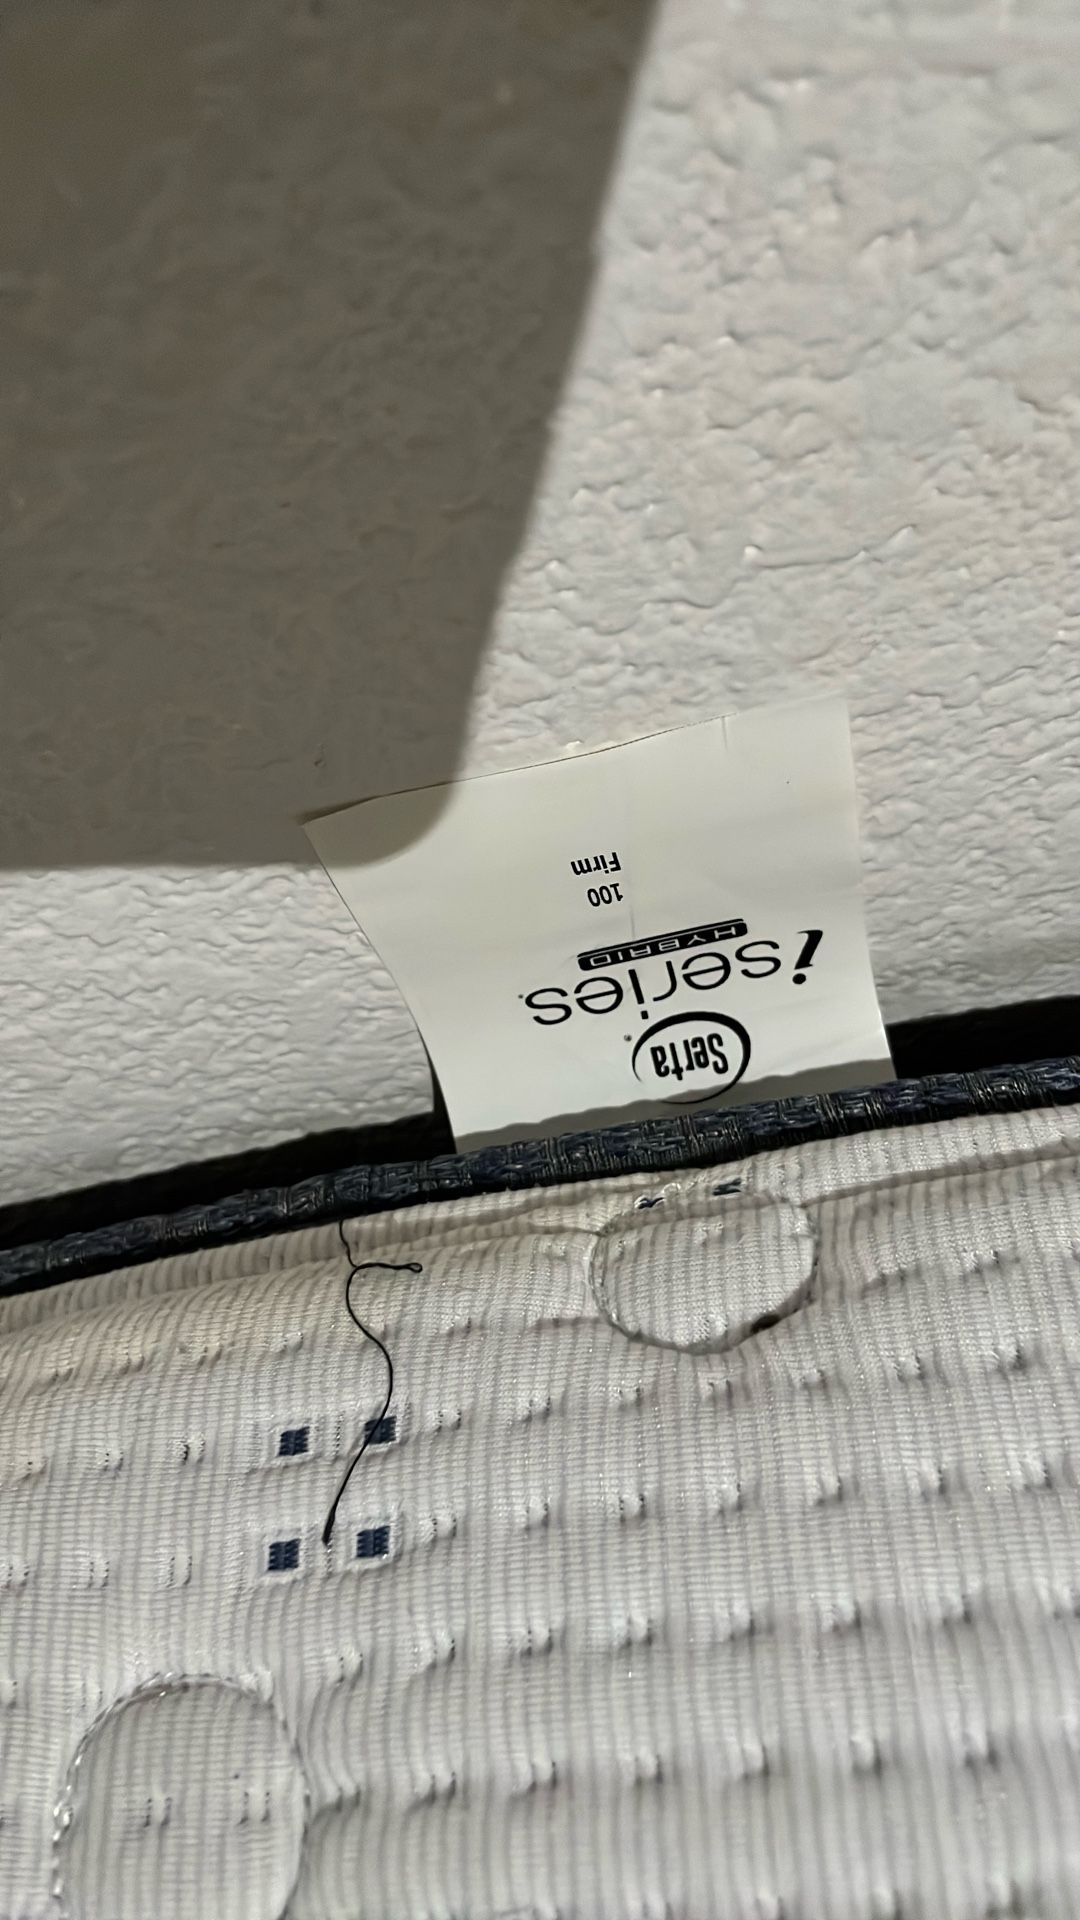 Serta®
iseries®
HYBRID
100
Firm